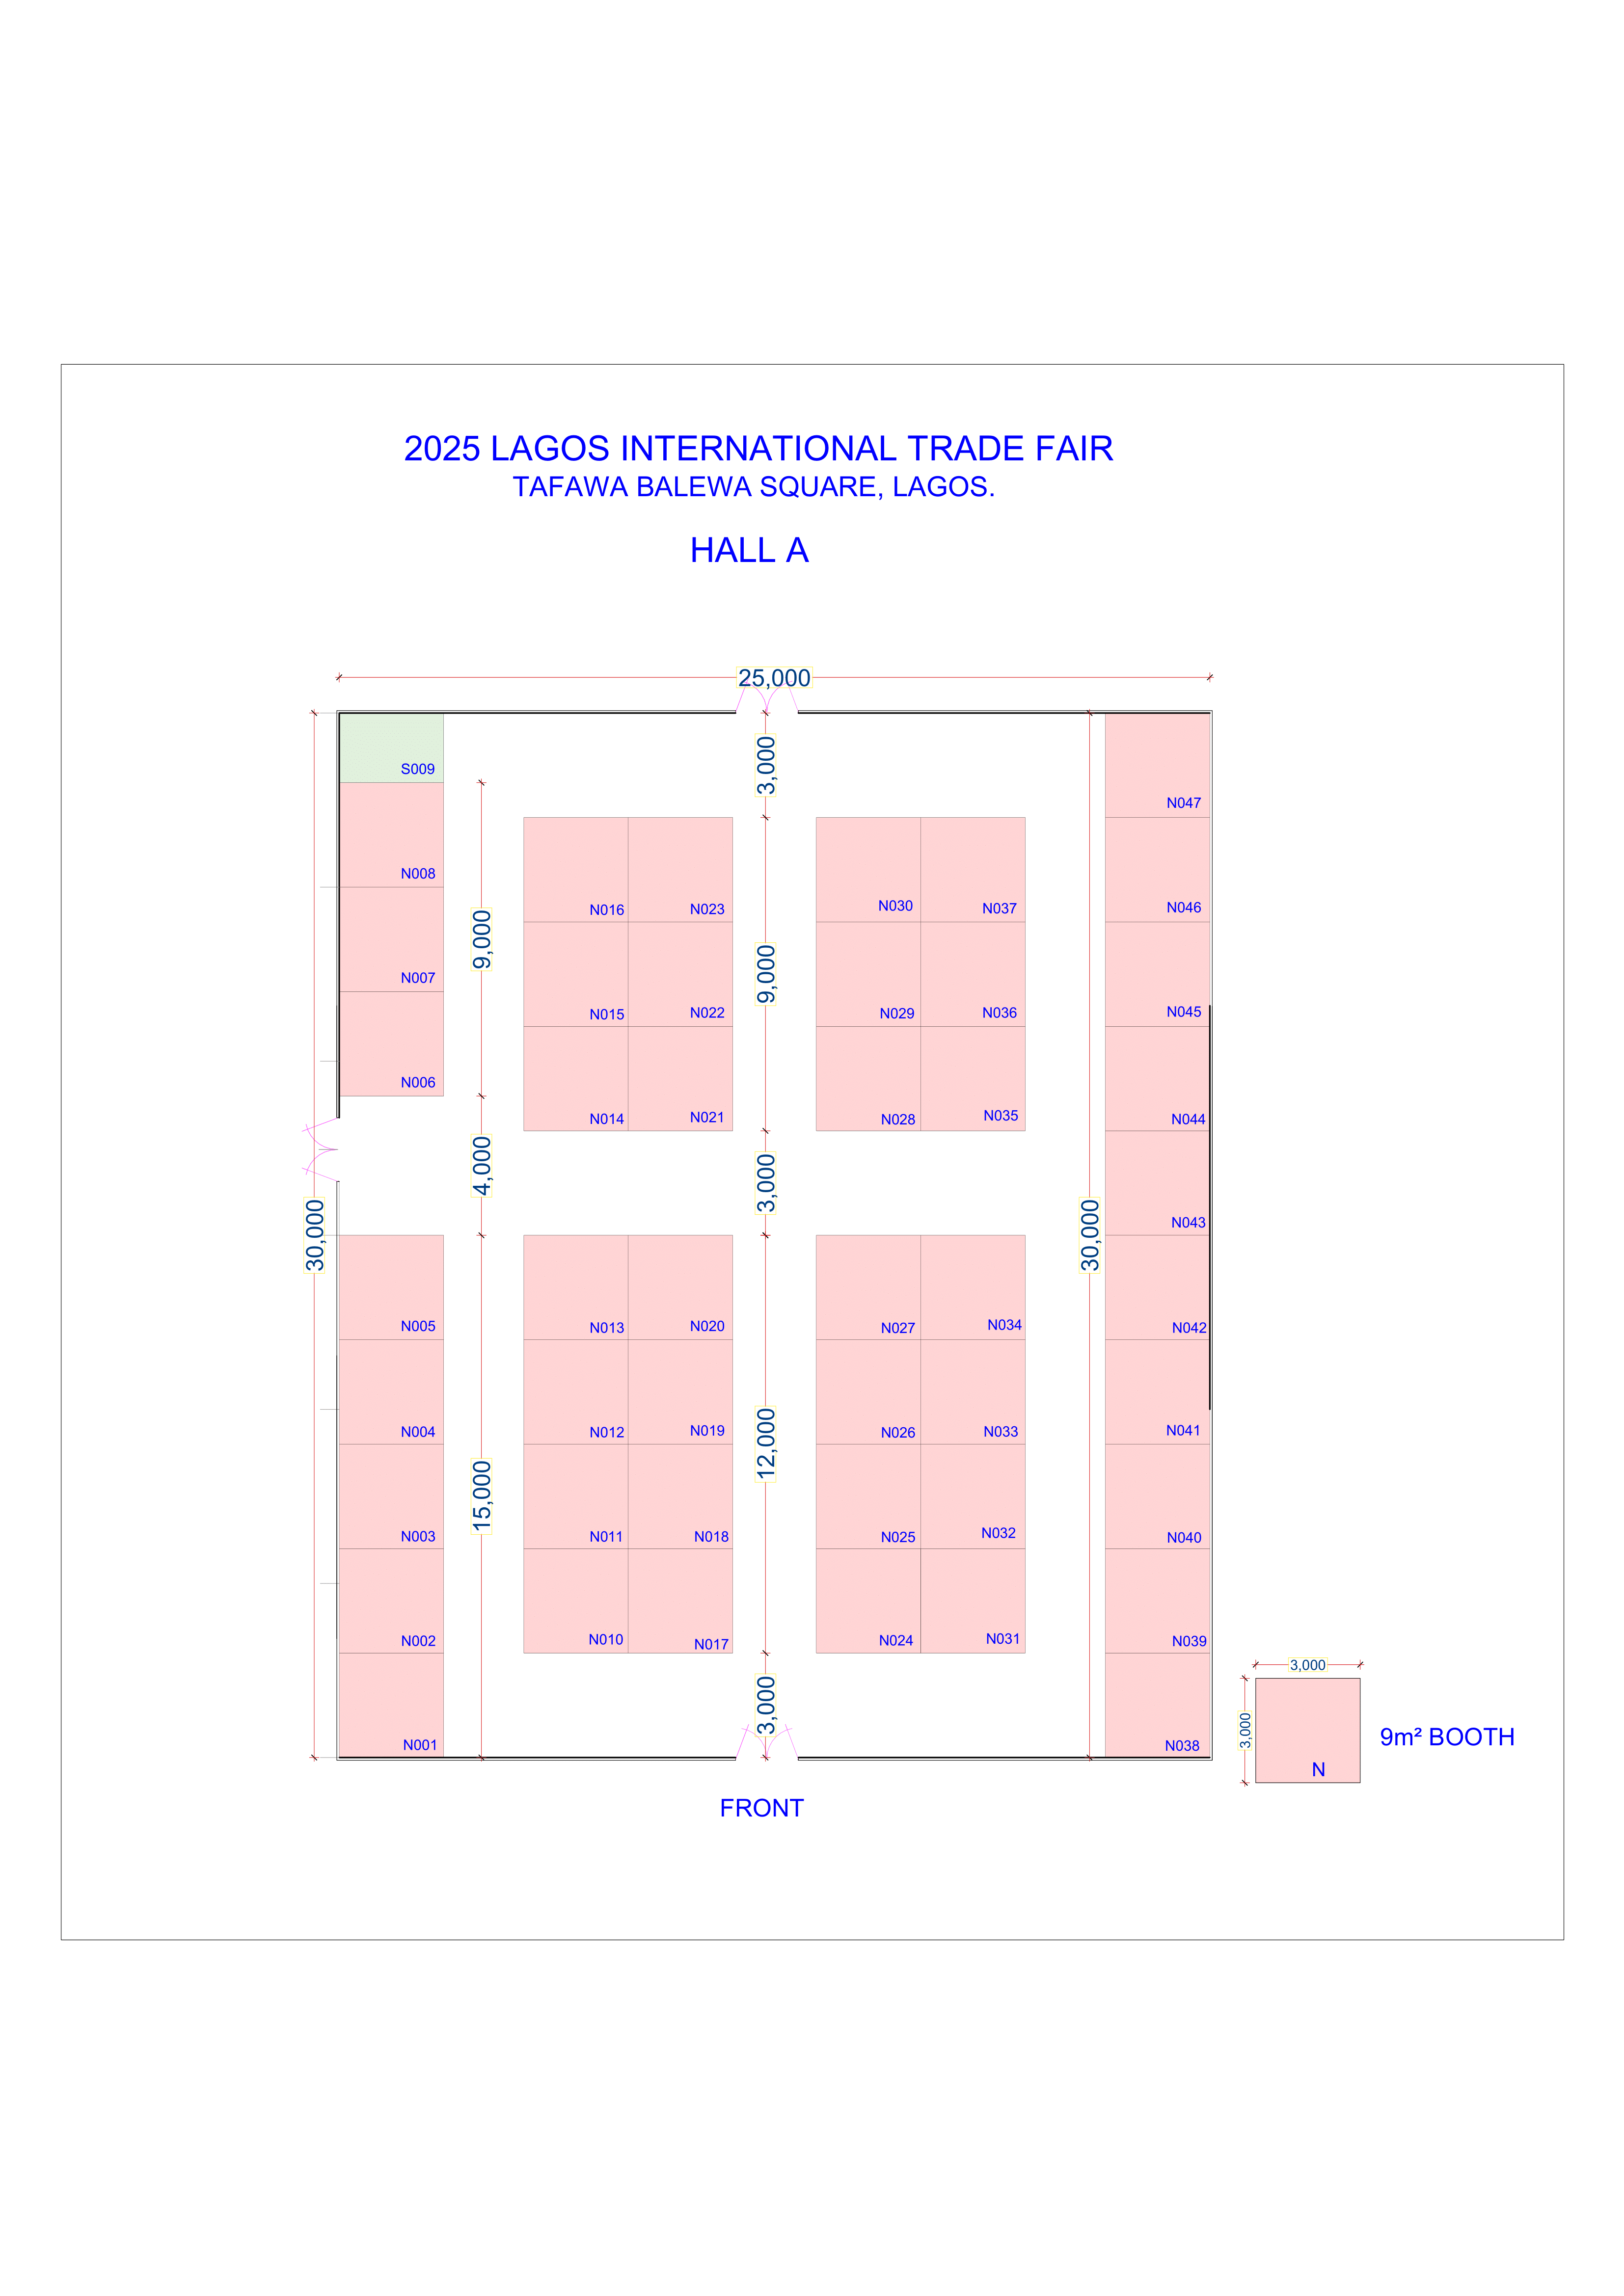 2025 LAGOS INTERNATIONAL TRADE FAIR
TAFAWA BALEWA SQUARE, LAGOS.
HALL A
25,000
3,000
S009
N047
N008
N016
N023
N030
N037
N046
9,000
9,000
N007
N015
N022
N029
N036
N045
N006
N014
N021
N028
N035
N044
4,000
3,000
30,000
30,000
N043
N005
N013
N020
N027
N034
N042
N004
N012
N019
N026
N033
N041
12,000
15,000
N003
N011
N018
N025
N032
N040
N002
N010
N017
N024
N031
N039
3,000
3,000
3,000
N001
N038
9m² BOOTH
N
FRONT